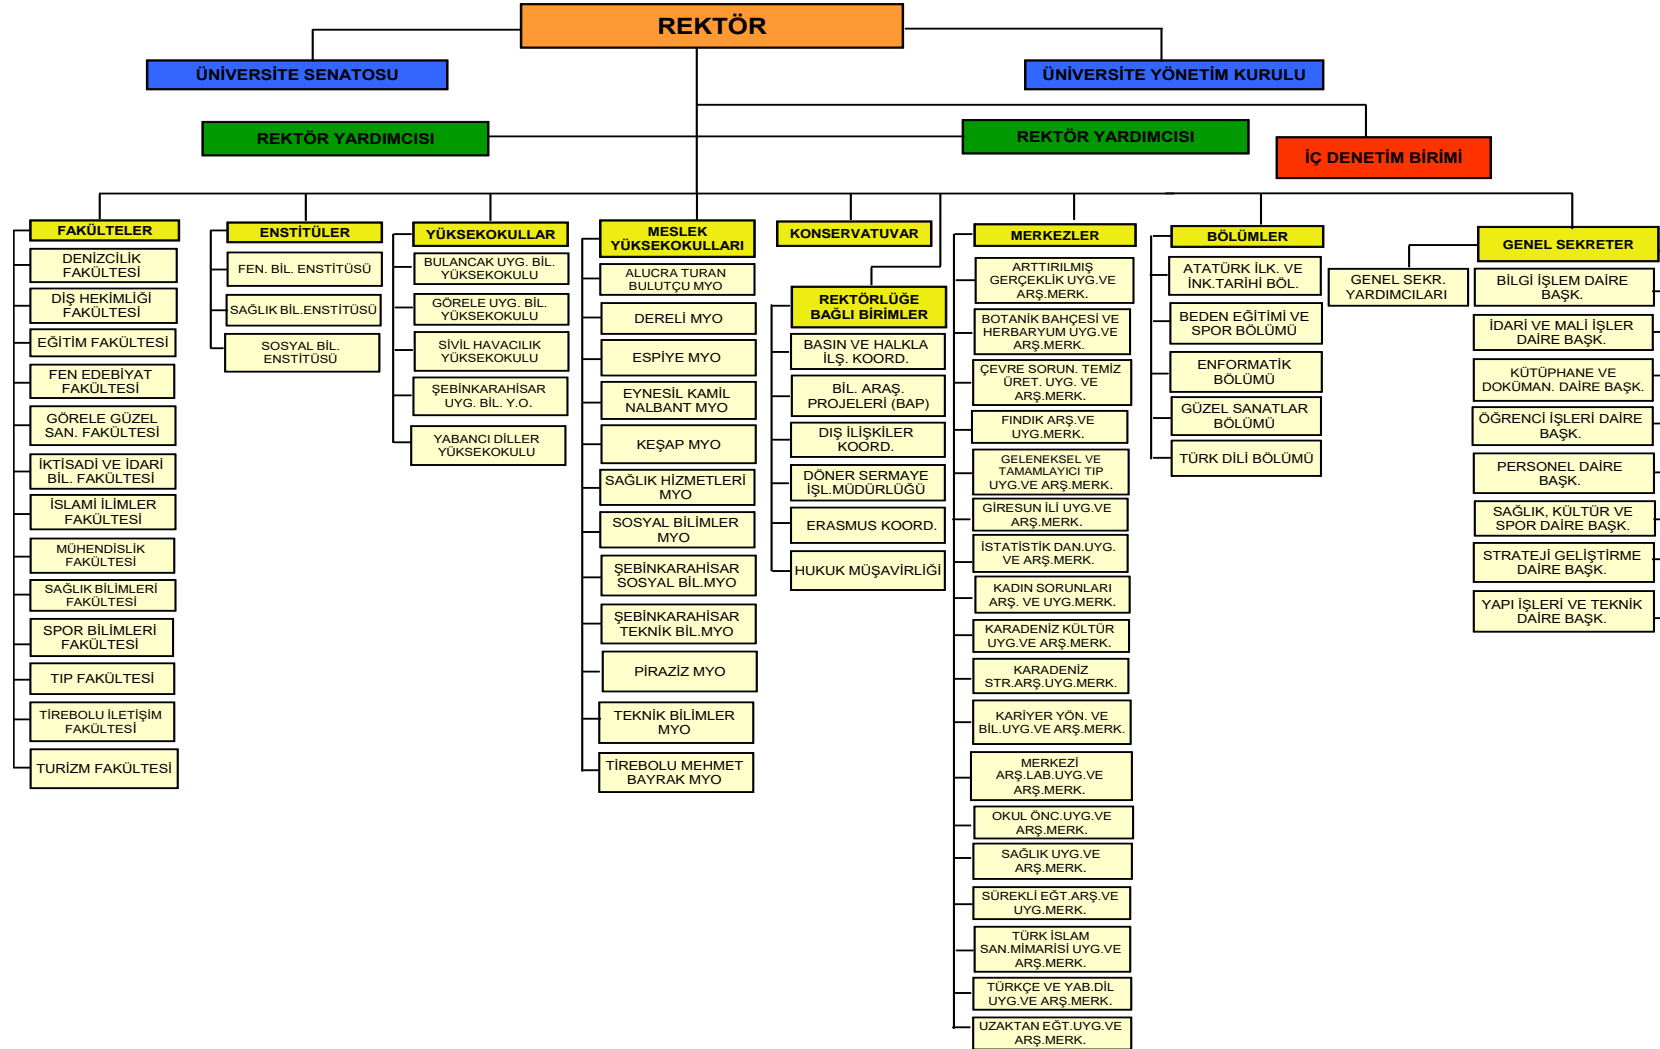 REKTÖR
ÜNİVERSİTE SENATOSU
ÜNİVERSİTE YÖNETİM KURULU
REKTÖR YARDIMCISI
REKTÖR YARDIMCISI
İÇ DENETİM BİRİMİ
FAKÜLTELER
DENİZCİLİK
FAKÜLTESİ
DİŞ HEKİMLİĞİ
FAKÜLTESİ
EĞİTİM FAKÜLTESİ
FEN EDEBİYAT
FAKÜLTESİ
GÖRELE GÜZEL
SAN. FAKÜLTESİ
İKTİSADİ VE İDARİ
BİL. FAKÜLTESİ
İSLAMİ İLİMLER
FAKÜLTESİ
MÜHENDİSLİK
FAKÜLTESİ
SAĞLIK BİLİMLERİ
FAKÜLTESİ
SPOR BİLİMLERİ
FAKÜLTESİ
TIP FAKÜLTESİ
TİREBOLU İLETİŞİM
FAKÜLTESİ
TURİZM FAKÜLTESİ
ENSTİTÜLER
FEN. BİL. ENSTİTÜSÜ
SAĞLIK BİL.ENSTİTÜSÜ
SOSYAL BİL.
ENSTİTÜSÜ
YÜKSEKOKULLAR
BULANCAK UYG. BİL.
YÜKSEKOKULU
GÖRELE UYG. BİL.
YÜKSEKOKULU
SİVİL HAVACILIK
YÜKSEKOKULU
ŞEBİNKARAHİSAR
UYG. BİL. Y.O.
YABANCI DİLLER
YÜKSEKOKULU
MESLEK
YÜKSEKOKULLARI
ALUCRA TURAN
BULUTÇU MYO
DERELİ MYO
ESPİYE MYO
EYNESİL KAMİL
NALBANT MYO
KEŞAP MYO
SAĞLIK HİZMETLERİ
MYO
SOSYAL BİLİMLER
MYO
ŞEBİNKARAHİSAR
SOSYAL BİL.MYO
ŞEBİNKARAHİSAR
TEKNİK BİL.MYO
PİRAZİZ MYO
TEKNİK BİLİMLER
MYO
TİREBOLU MEHMET
BAYRAK MYO
KONSERVATUVAR
REKTÖRLÜĞE
BAĞLI BİRİMLER
BASIN VE HALKLA
İLŞ. KOORD.
BİL. ARAŞ.
PROJELERİ (BAP)
DIŞ İLİŞKİLER
KOORD.
DÖNER SERMAYE
İŞL.MÜDÜRLÜĞÜ
ERASMUS KOORD.
HUKUK MÜŞAVİRLİĞİ
MERKEZLER
ARTTIRILMIŞ
GERÇEKLİK UYG.VE
ARŞ.MERK.
BOTANİK BAHÇESİ VE
HERBARYUM UYG.VE
ARŞ.MERK.
ÇEVRE SORUN. TEMİZ
ÜRET. UYG. VE
ARŞ.MERK.
FINDIK ARŞ.VE
UYG.MERK.
GELENEKSEL VE
TAMAMLAYICI TIP
UYG.VE ARŞ.MERK.
GİRESUN İLİ UYG.VE
ARŞ.MERK.
İSTATİSTİK DAN.UYG.
VE ARŞ.MERK.
KADIN SORUNLARI
ARŞ. VE UYG.MERK.
KARADENİZ KÜLTÜR
UYG.VE ARŞ.MERK.
KARADENİZ
STR.ARŞ.UYG.MERK.
KARİYER YÖN. VE
BİL.UYG.VE ARŞ.MERK.
MERKEZİ
ARŞ.LAB.UYG.VE
ARŞ.MERK.
OKUL ÖNC.UYG.VE
ARŞ.MERK.
SAĞLIK UYG.VE
ARŞ.MERK.
SÜREKLİ EĞT.ARŞ.VE
UYG.MERK.
TÜRK İSLAM
SAN.MİMARİSİ UYG.VE
ARŞ.MERK.
TÜRKÇE VE YAB.DİL
UYG.VE ARŞ.MERK.
UZAKTAN EĞT.UYG.VE
ARŞ.MERK.
BÖLÜMLER
ATATÜRK İLK. VE
İNK.TARİHİ BÖL.
BEDEN EĞİTİMİ VE
SPOR BÖLÜMÜ
ENFORMATİK
BÖLÜMÜ
GÜZEL SANATLAR
BÖLÜMÜ
TÜRK DİLİ BÖLÜMÜ
GENEL SEKRETER
GENEL SEKR.
YARDIMCILARI
BİLGİ İŞLEM DAİRE
BAŞK.
İDARİ VE MALİ İŞLER
DAİRE BAŞK.
KÜTÜPHANE VE
DOKÜMAN. DAİRE BAŞK.
ÖĞRENCİ İŞLERİ DAİRE
BAŞK.
PERSONEL DAİRE
BAŞK.
SAĞLIK, KÜLTÜR VE
SPOR DAİRE BAŞK.
STRATEJİ GELİŞTİRME
DAİRE BAŞK.
YAPI İŞLERİ VE TEKNİK
DAİRE BAŞK.